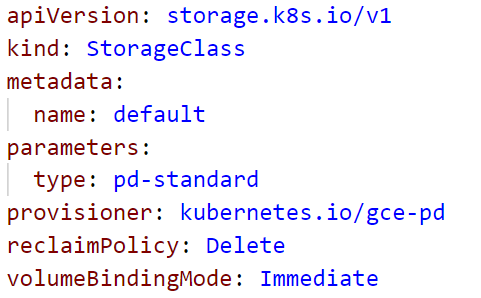 apiVersion: storage.k8s.io/v1
kind: StorageClass
metadata:
  name: default
parameters:
  type: pd-standard
provisioner: kubernetes.io/gce-pd
reclaimPolicy: Delete
volumeBindingMode: Immediate